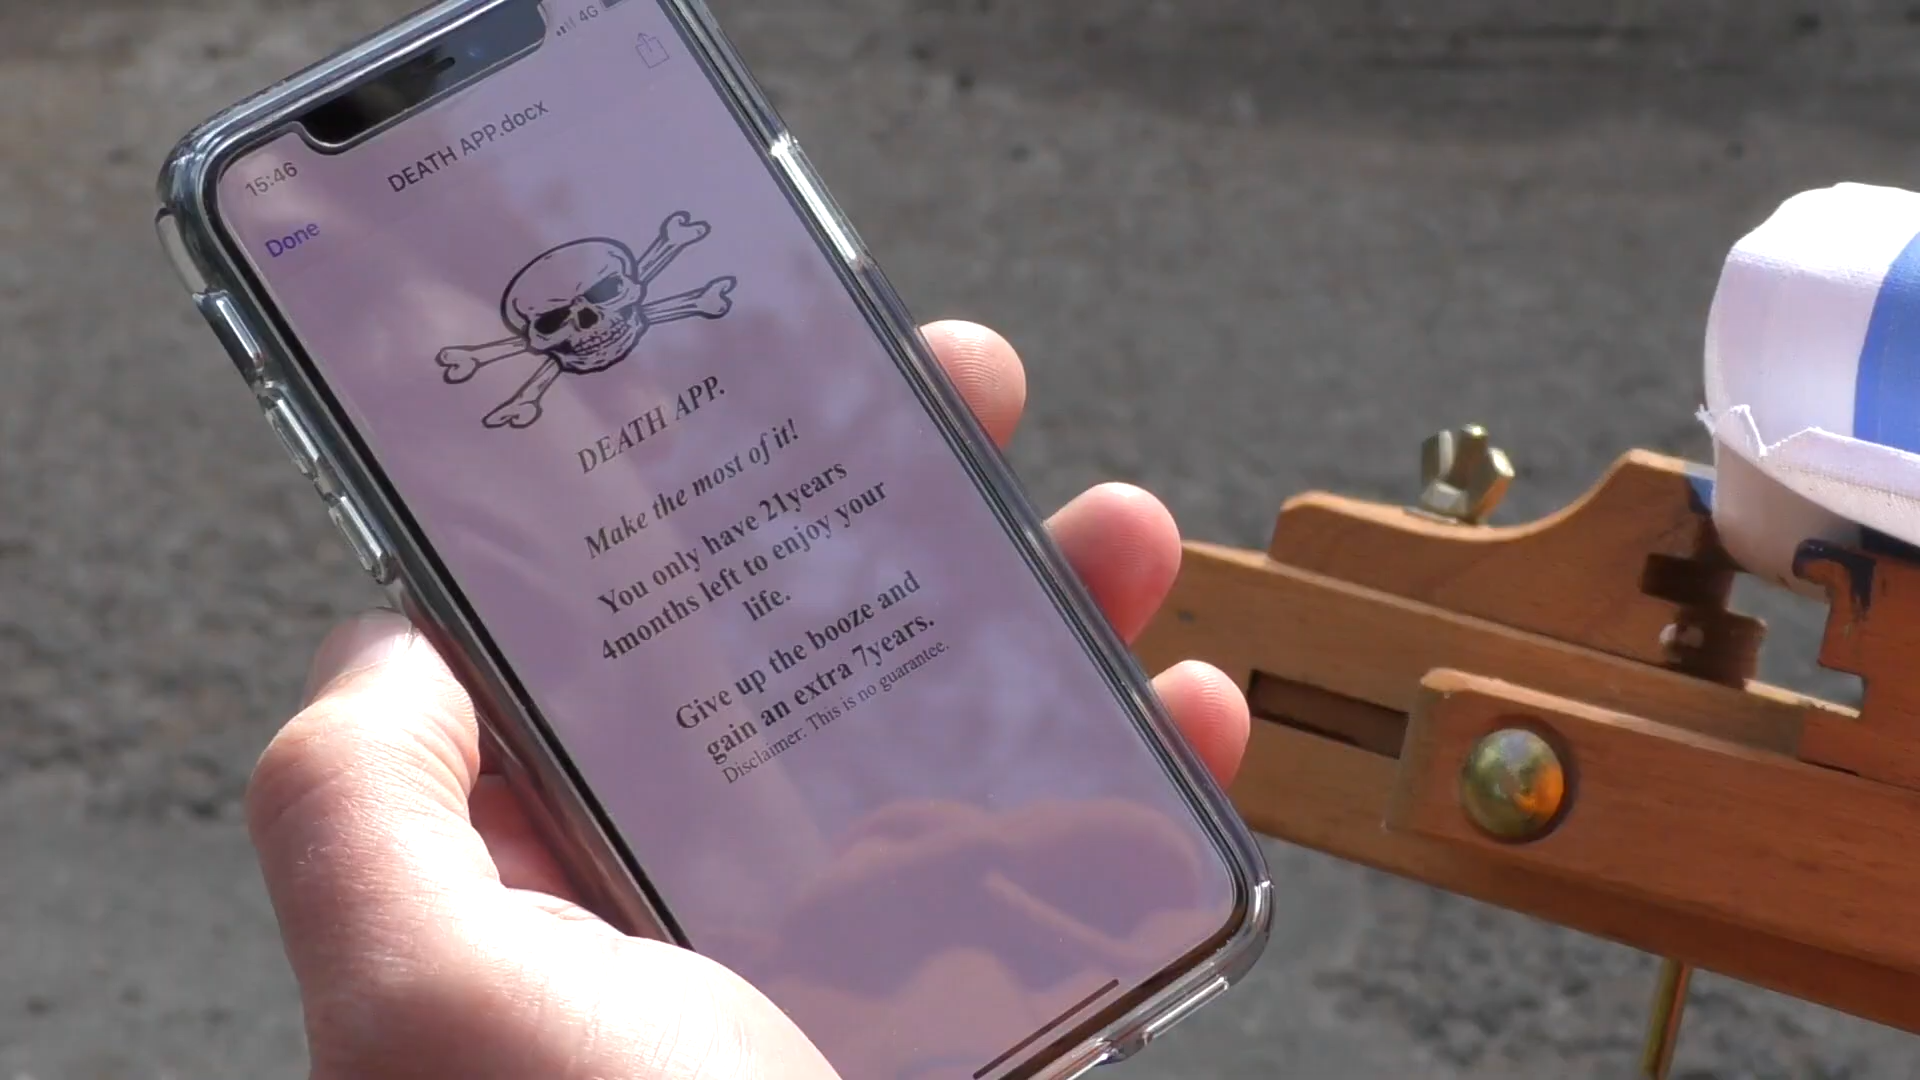 15:46
4G
DEATH APP.docx
Done
DEATH APP.
Make the most of it!
You only have 21years
4months left to enjoy your
life.
Give up the booze and
gain an extra 7years.
Disclaimer: This is no guarantee.